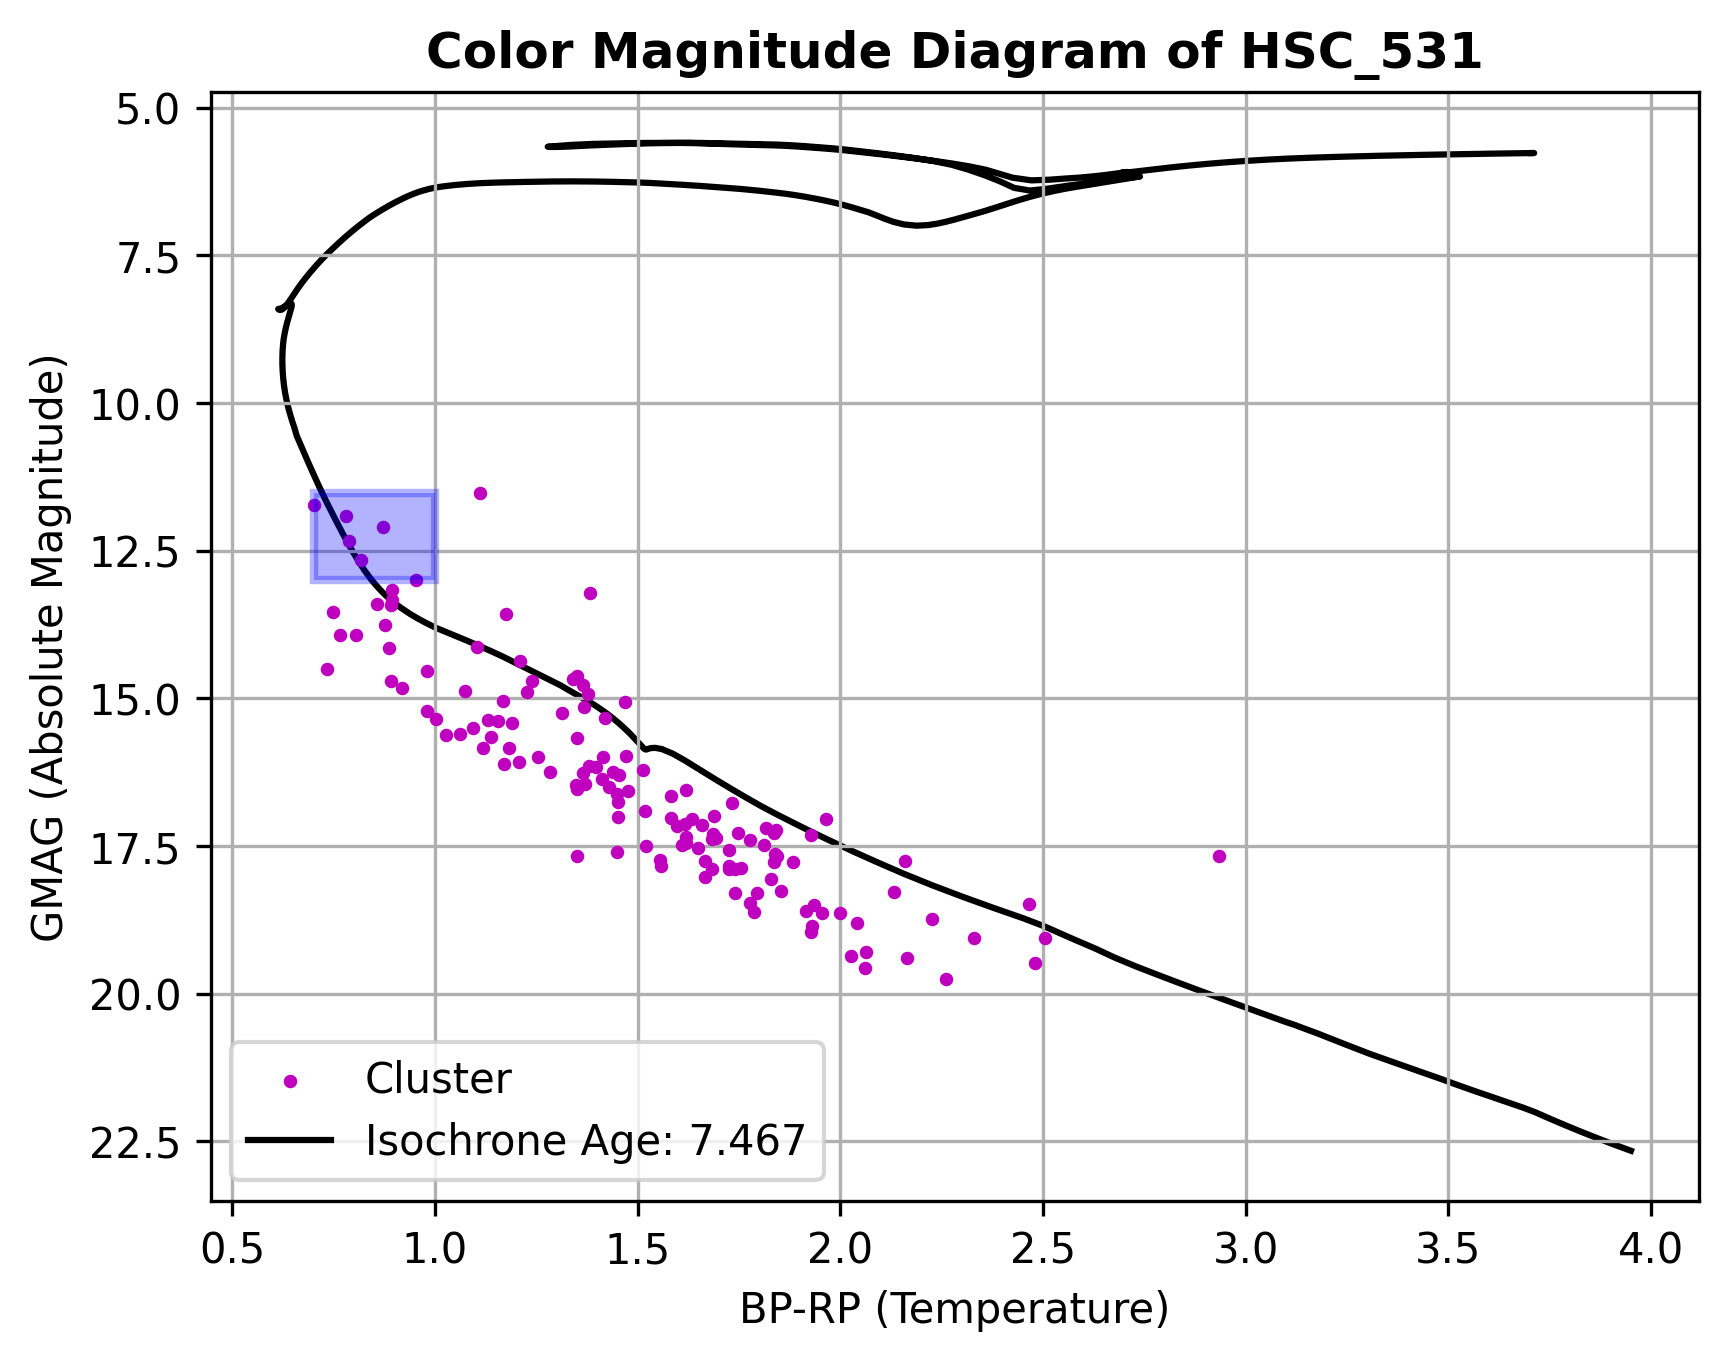 Color Magnitude Diagram of HSC_531
GMAG (Absolute Magnitude)
5.0
7.5
10.0
12.5
15.0
17.5
20.0
22.5
Cluster
Isochrone Age: 7.467
0.5 1.0 1.5 2.0 2.5 3.0 3.5 4.0
BP-RP (Temperature)